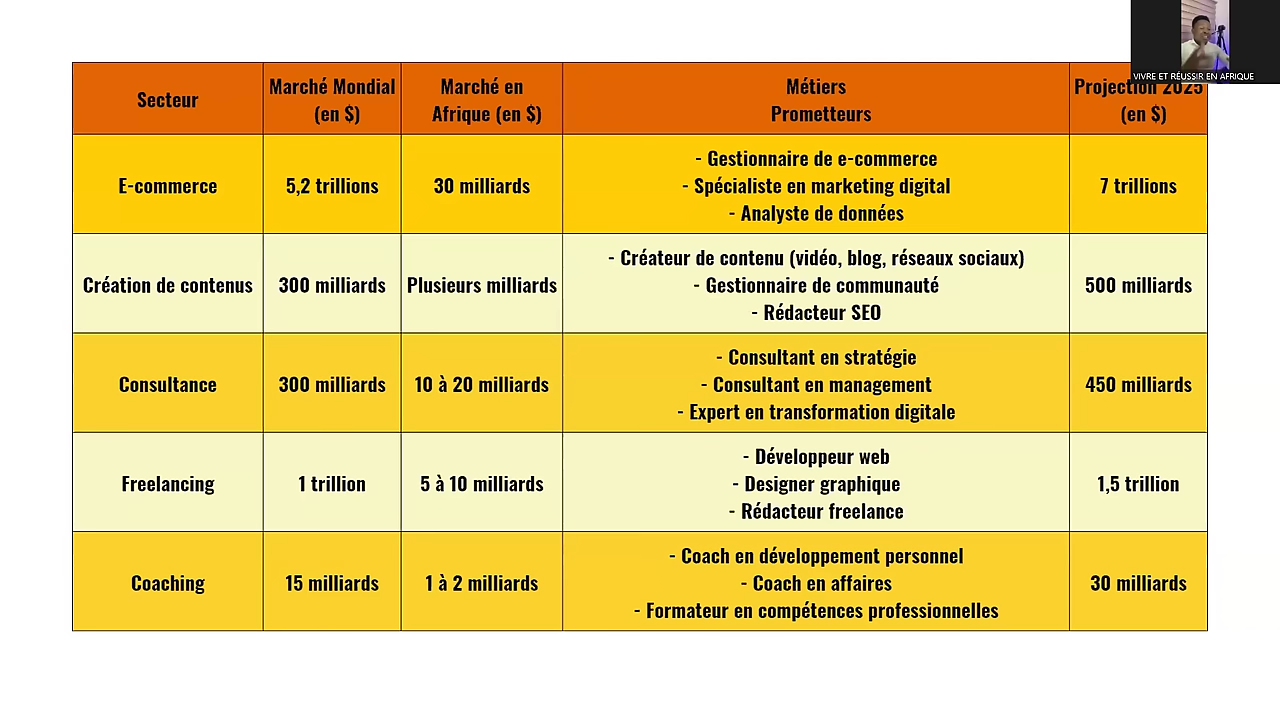 VIVRE ET RÉUSSIR EN AFRIQUE
Secteur
Marché Mondial
(en $)
Marché en
Afrique (en $)
Métiers
Prometteurs
Projection 2025
(en $)
E-commerce
5,2 trillions
30 milliards
- Gestionnaire de e-commerce
- Spécialiste en marketing digital
- Analyste de données
7 trillions
Création de contenus
300 milliards
Plusieurs milliards
- Créateur de contenu (vidéo, blog, réseaux sociaux)
- Gestionnaire de communauté
- Rédacteur SEO
500 milliards
Consultance
300 milliards
10 à 20 milliards
- Consultant en stratégie
- Consultant en management
- Expert en transformation digitale
450 milliards
Freelancing
1 trillion
5 à 10 milliards
- Développeur web
- Designer graphique
- Rédacteur freelance
1,5 trillion
Coaching
15 milliards
1 à 2 milliards
- Coach en développement personnel
- Coach en affaires
- Formateur en compétences professionnelles
30 milliards